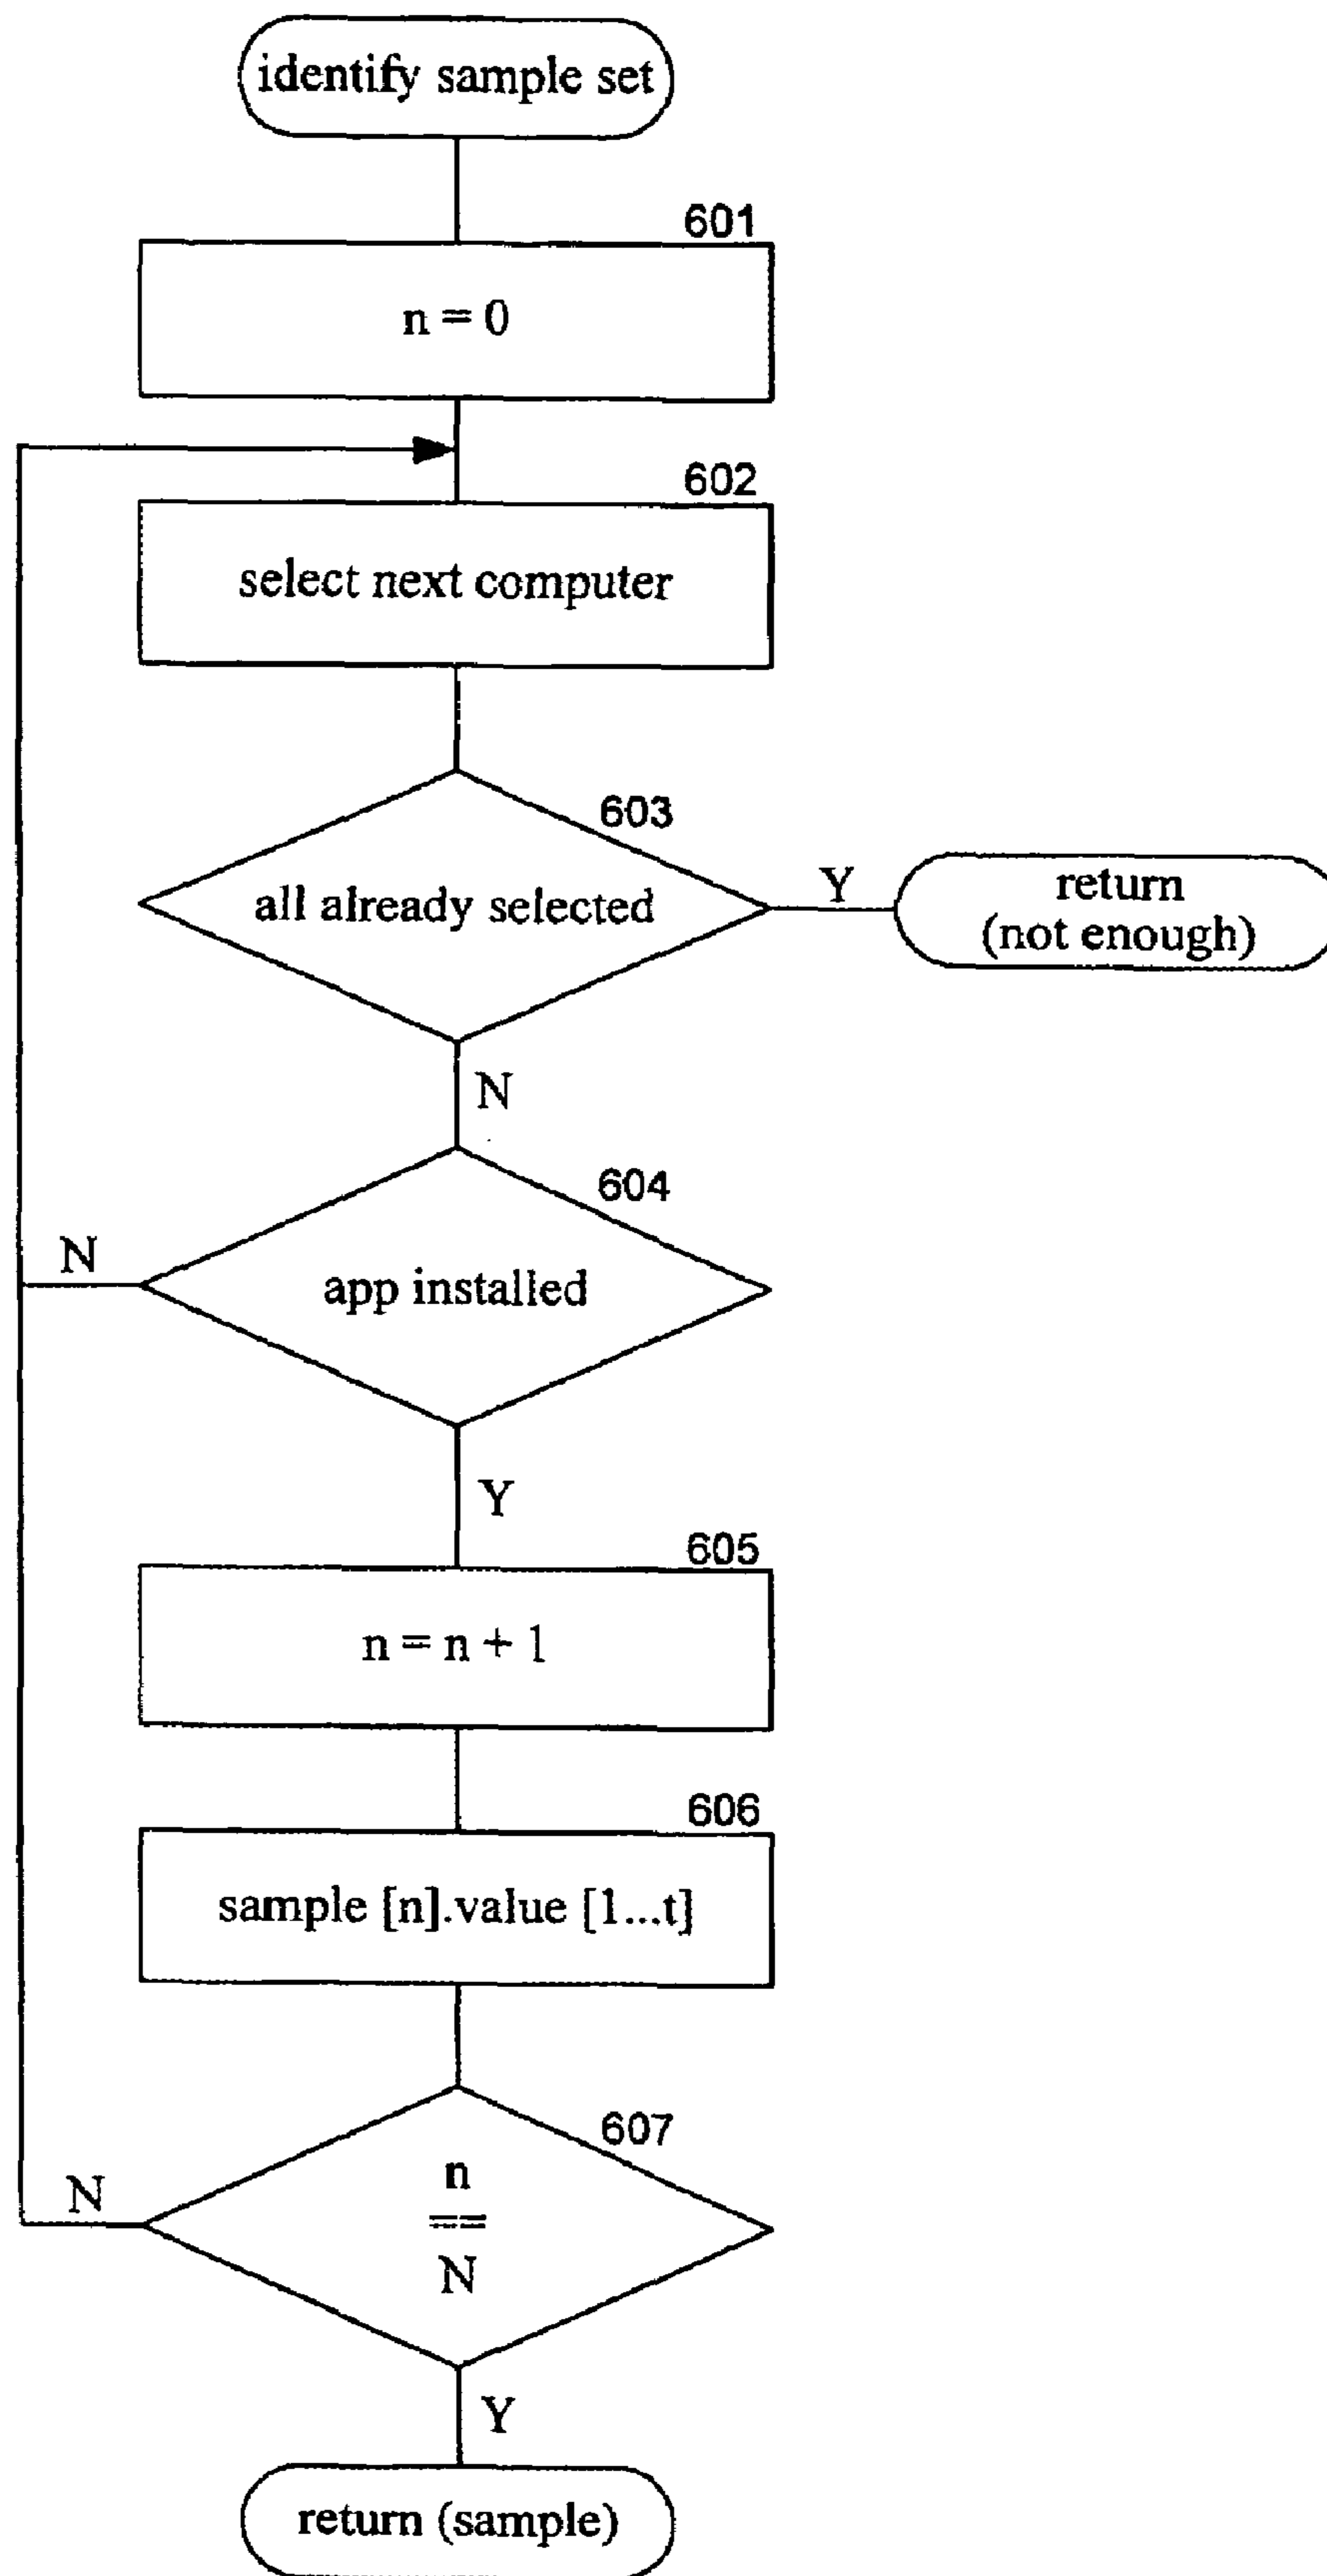 identify sample set
601
n = 0
602
select next computer
603
all already selected
Y
return
(not enough)
N
604
N
app installed
Y
605
n = n + 1
606
sample [n].value [1...t]
607
N
n
==
N
Y
return (sample)